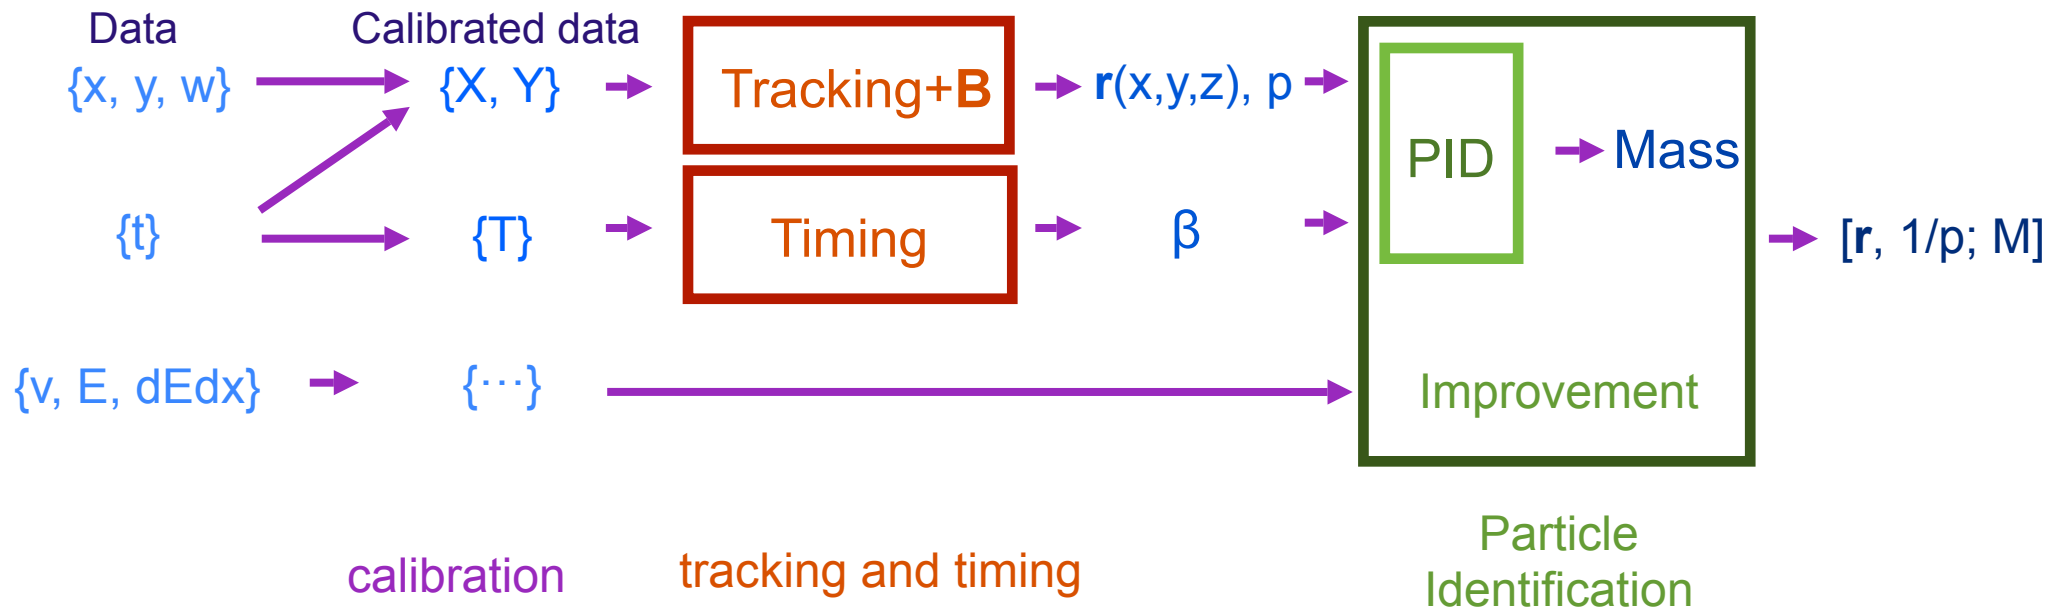 Data
Calibrated data
{x, y, w}
{X, Y}
Tracking+B
r(x,y,z), p
PID
Mass
{t}
{T}
Timing
β
[r, 1/p; M]
{v, E, dEdx}
{⋯}
Improvement
calibration
tracking and timing
Particle
Identification